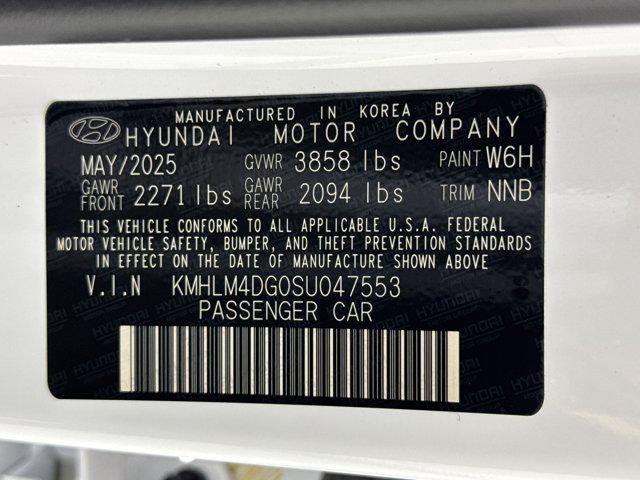 MANUFACTURED IN KOREA BY
HYUNDAI MOTOR COMPANY
MAY/2025 GVWR 3858 lbs PAINT W6H
GAWR FRONT 2271 lbs GAWR REAR 2094 lbs TRIM NNB
THIS VEHICLE CONFORMS TO ALL APPLICABLE U.S.A. FEDERAL
MOTOR VEHICLE SAFETY, BUMPER, AND THEFT PREVENTION STANDARDS
IN EFFECT ON THE DATE OF MANUFACTURE SHOWN ABOVE
V.I.N KMHLM4DG0SU047553
PASSENGER CAR